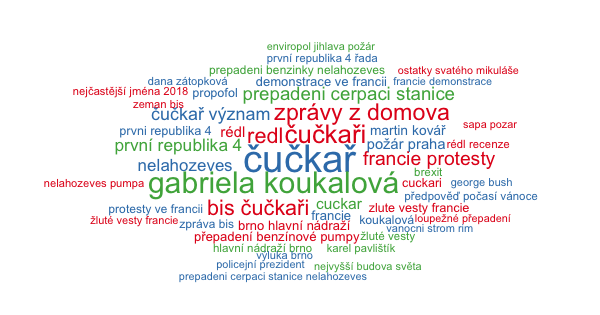 enviropol jihlava požár
první republika 4 řada
prepadeni benzinky nelahozeves
ostatky svatého mikuláše
dana zátopková
demonstrace ve francii
francie demonstrace
nejčastější jména 2018
propofol
prepadeni cerpaci stanice
zeman bis
čučkař význam
zprávy z domova
sapa pozar
prvni republika 4
rédl
redl
čučkaři
martin kovář
první republika 4
požár praha
rédl recenze
čučkař
francie protesty
nelahozeves
brexit
nelahozeves pumpa
gabriela koukalová
cuckari
george bush
předpověď počasí vánoce
protesty ve francii
bis čučkaři
cuckar
zlute vesty francie
žluté vesty francie
francie
koukalová
loupežné přepadení
zpráva bis
brno hlavní nádraží
vanocni strom rim
přepadení benzínové pumpy
žluté vesty
hlavní nádraží brno
karel pavlištík
výluka brno
policejní prezident
nejvyšší budova světa
prepadeni cerpaci stanice nelahozeves